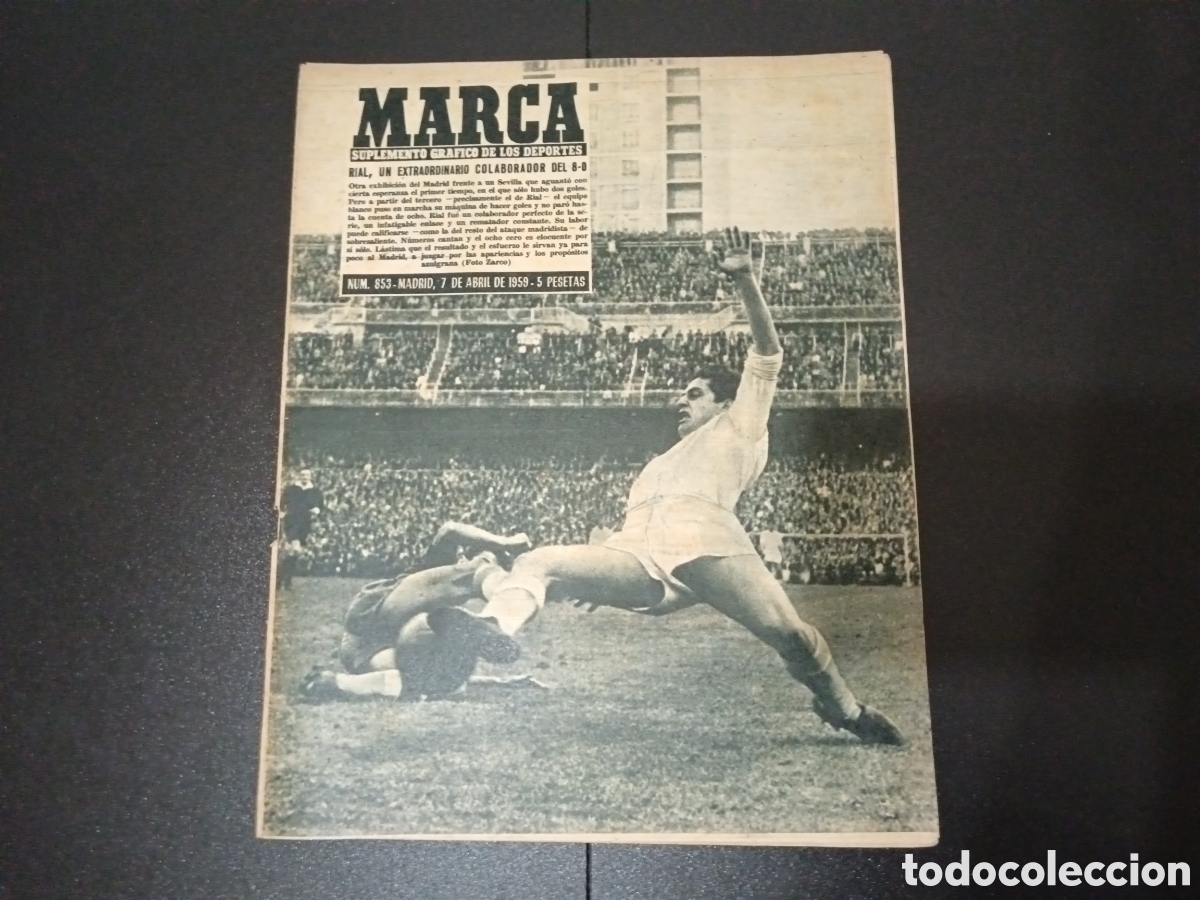 MARCA
SUPLEMENTO GRAFICO DE LOS DEPORTES
RIAL, UN EXTRAORDINARIO COLABORADOR DEL 8-0
Otra exhibición del Madrid frente a un Sevilla que aguantó con
cierta esperanza el primer tiempo, en el que sólo hubo dos goles.
Pero a partir del tercero —precisamente el de Rial— el equipo
blanco puso en marcha su máquina de hacer goles y no paró has-
ta la cuenta de ocho. Rial fué un colaborador perfecto de la se-
rie, un infatigable enlace y un rematador constante. Su labor
puede calificarse —como la del resto del ataque madridista— de
sobresaliente. Números cantan y el ocho cero es elocuente por
sí sólo. Lástima que el resultado y el esfuerzo le sirvan ya para
poco al Madrid, a juzgar por las apariencias y los propósitos
azulgrana (Foto Zarco)
NUM. 853-MADRID, 7 DE ABRIL DE 1959-5 PESETAS
todocoleccion